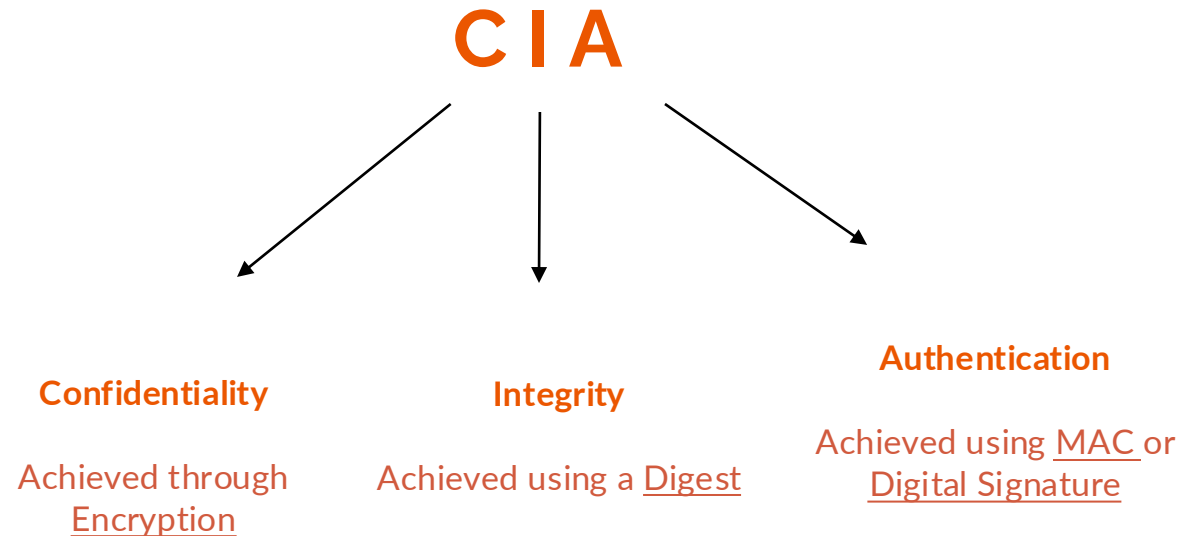 C I A
Confidentiality
Achieved through
Encryption
Integrity
Achieved using a Digest
Authentication
Achieved using MAC or
Digital Signature